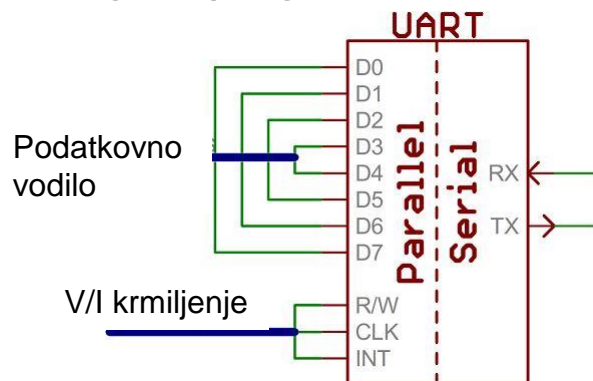 UART
D0
D1
D2
D3
D4
D5
D6
D7
R/W
CLK
INT
Parallel
Serial
RX
TX
Podatkovno
vodilo
V/I krmiljenje